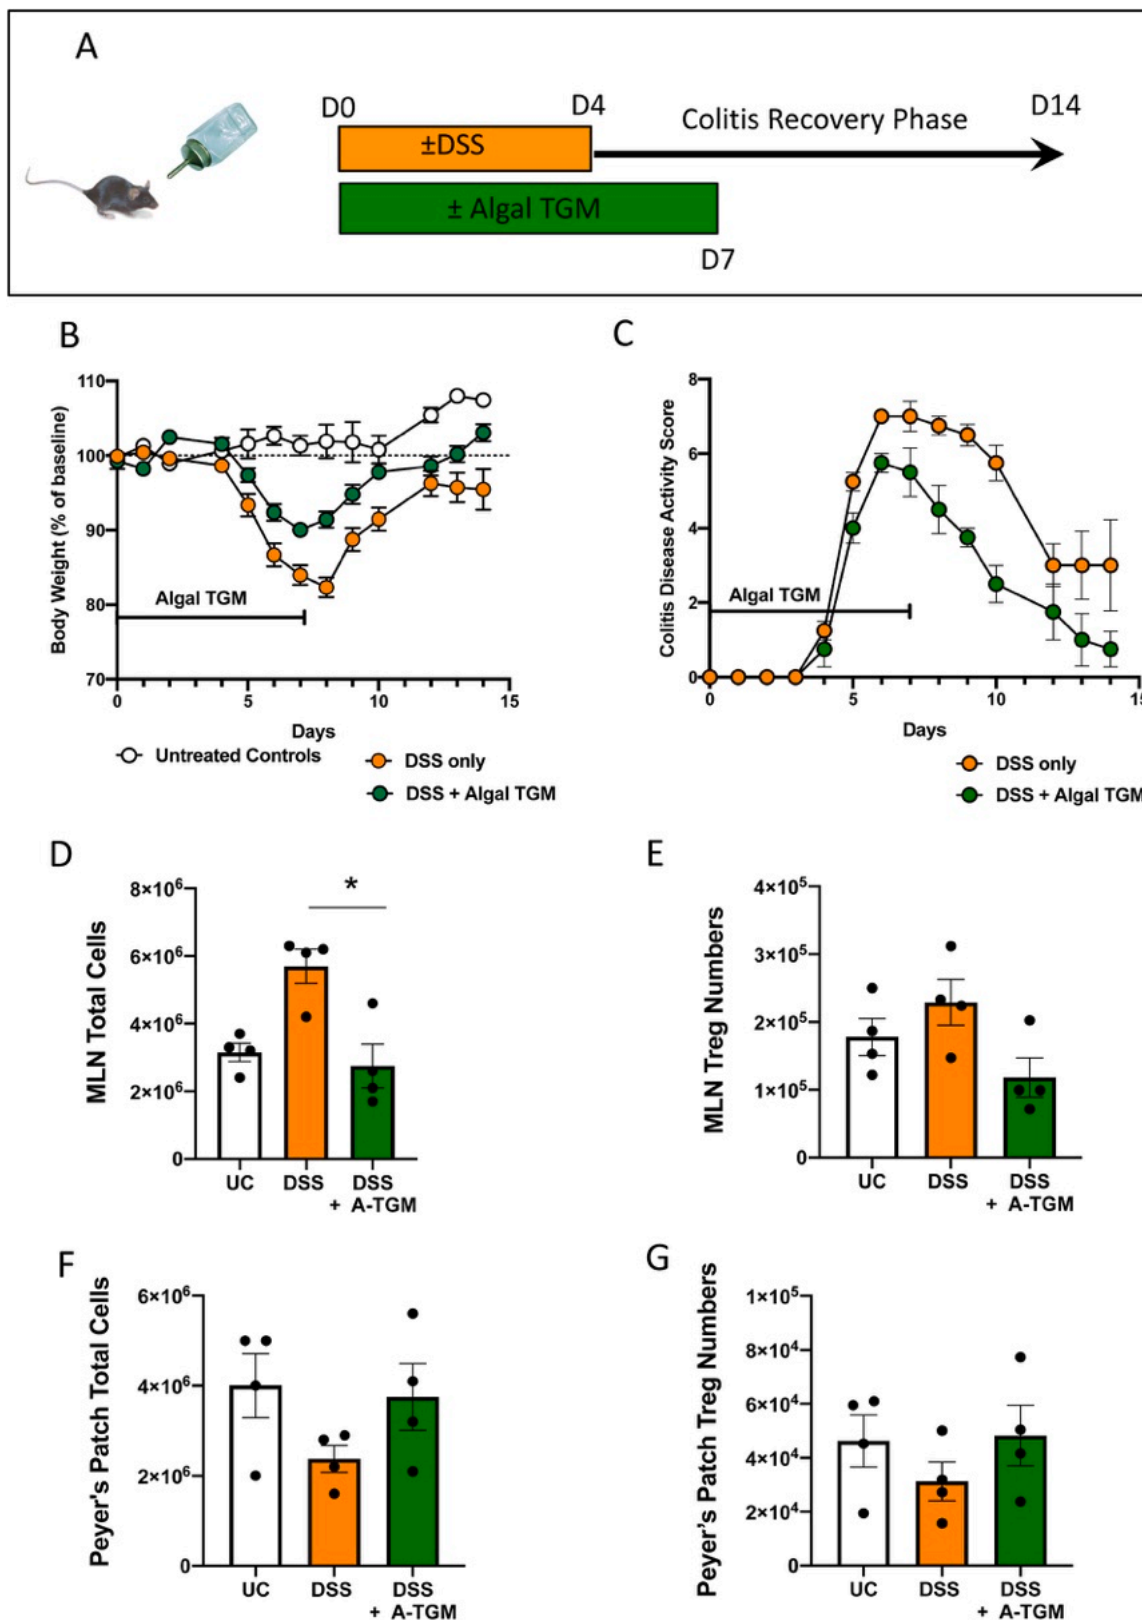 A
D0
D4
D14
±DSS
Colitis Recovery Phase
± Algal TGM
D7
B
Body Weight (% of baseline)
110
100
90
80
70
Algal TGM
0
5
10
15
Days
Untreated Controls
DSS only
DSS + Algal TGM
C
Colitis Disease Activity Score
8
6
4
2
0
Algal TGM
0
5
10
15
Days
DSS only
DSS + Algal TGM
D
MLN Total Cells
8×10⁶
6×10⁶
4×10⁶
2×10⁶
0
*
UC
DSS
DSS
+ A-TGM
E
MLN Treg Numbers
4×10⁵
3×10⁵
2×10⁵
1×10⁵
0
UC
DSS
DSS
+ A-TGM
F
Peyer's Patch Total Cells
6×10⁶
4×10⁶
2×10⁶
0
UC
DSS
DSS
+ A-TGM
G
Peyer's Patch Treg Numbers
1×10⁵
8×10⁴
6×10⁴
4×10⁴
2×10⁴
0
UC
DSS
DSS
+ A-TGM